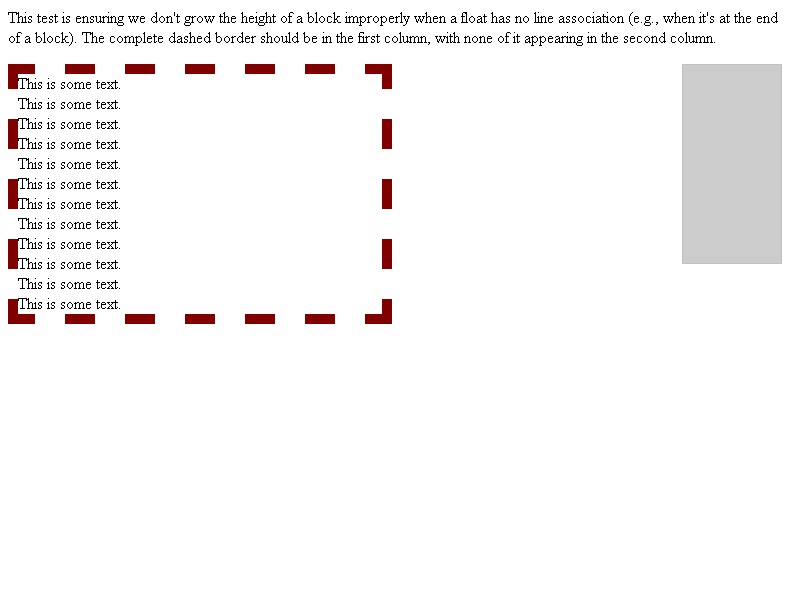 This test is ensuring we don't grow the height of a block improperly when a float has no line association (e.g., when it's at the end
of a block). The complete dashed border should be in the first column, with none of it appearing in the second column.
This is some text.
This is some text.
This is some text.
This is some text.
This is some text.
This is some text.
This is some text.
This is some text.
This is some text.
This is some text.
This is some text.
This is some text.